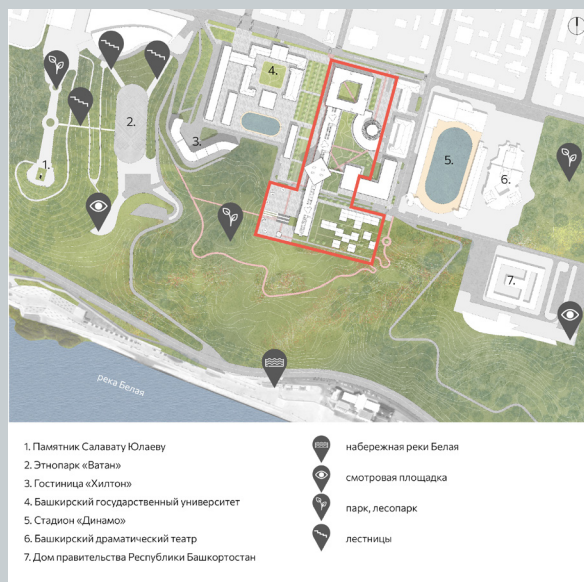 4.
2.
3.
1.
5.
6.
7.
река Белая
1. Памятник Салавату Юлаеву
2. Этнопарк «Ватан»
3. Гостиница «Хилтон»
4. Башкирский государственный университет
5. Стадион «Динамо»
6. Башкирский драматический театр
7. Дом правительства Республики Башкортостан
набережная реки Белая
смотровая площадка
парк, лесопарк
лестницы